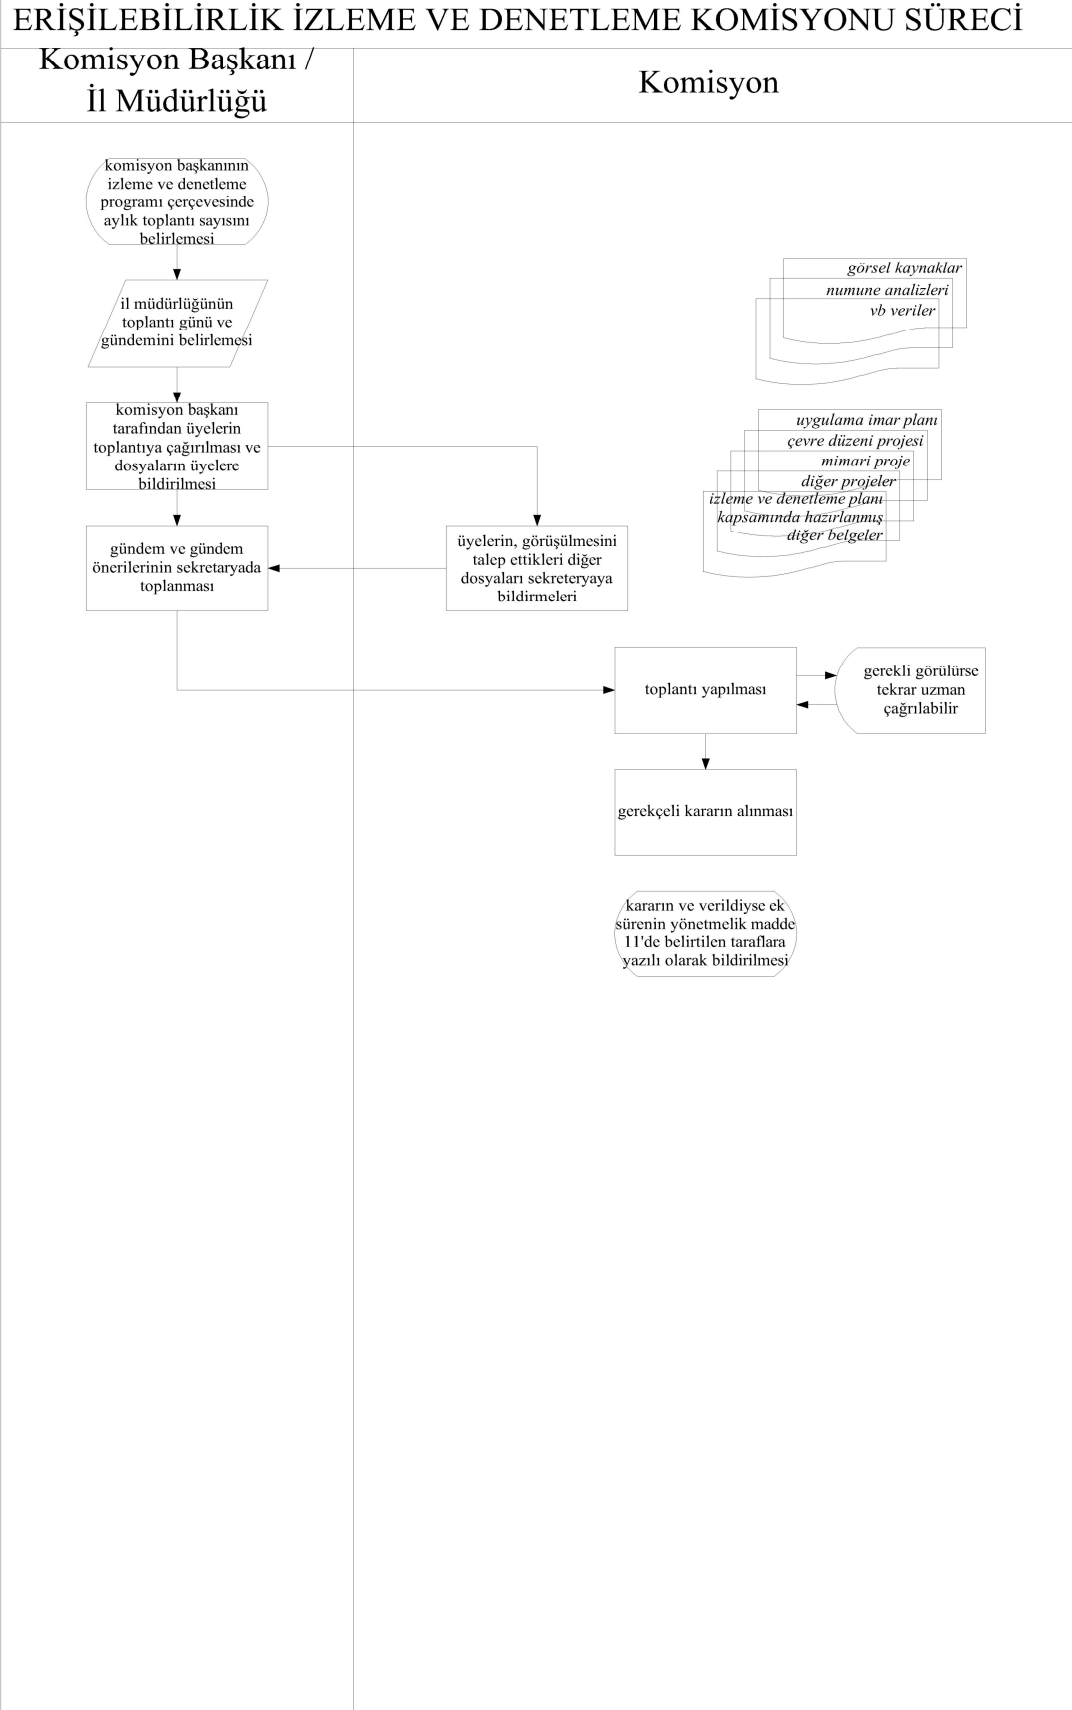 ERİŞİLEBİLİRLİK İZLEME VE DENETLEME KOMİSYONU SÜRECİ
Komisyon Başkanı /
İl Müdürlüğü
Komisyon
komisyon başkanının
izleme ve denetleme
programı çerçevesinde
aylık toplantı sayısını
belirlemesi
il müdürlüğünün
toplantı günü ve
gündemini belirlemesi
komisyon başkanı
tarafından üyelerin
toplantıya çağırılması ve
dosyaların üyelere
bildirilmesi
gündem ve gündem
önerilerinin sekretaryada
toplanması
üyelerin, görüşülmesini
talep ettikleri diğer
dosyaları sekreteryaya
bildirmeleri
görsel kaynaklar
numune analizleri
vb veriler
uygulama imar planı
çevre düzeni projesi
mimari proje
diğer projeler
izleme ve denetleme planı
kapsamında hazırlanmış
diğer belgeler
toplantı yapılması
gerekli görülürse
tekrar uzman
çağrılabilir
gerekçeli kararın alınması
kararın ve verildiyse ek
sürenin yönetmelik madde
11'de belirtilen taraflara
yazılı olarak bildirilmesi